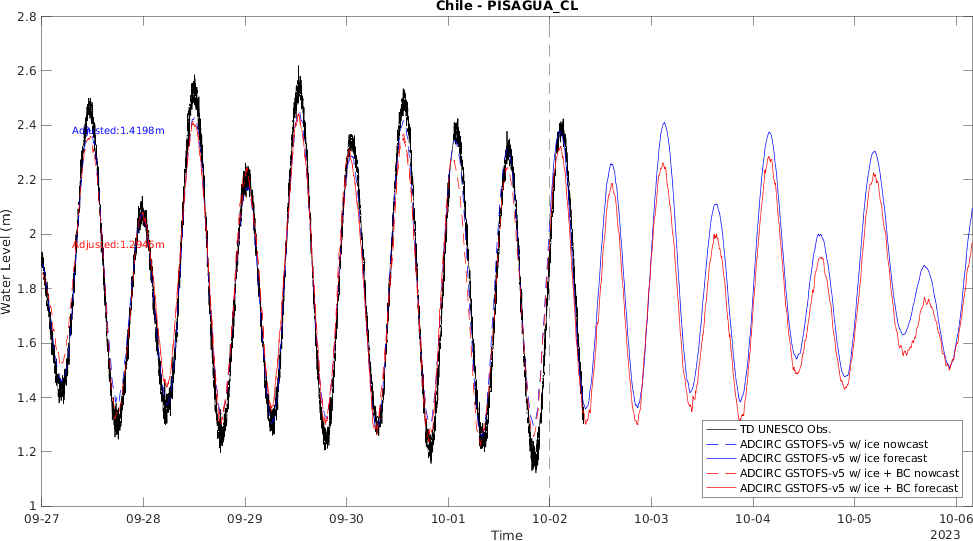 Chile - PISAGUA_CL
2.8
2.6
2.4
2.2
2
1.8
1.6
1.4
1.2
1
Water Level (m)
Adjusted:1.4198m
Adjusted:1.2945m
TD UNESCO Obs.
ADCIRC GSTOFS-v5 w/ ice nowcast
ADCIRC GSTOFS-v5 w/ ice forecast
ADCIRC GSTOFS-v5 w/ ice + BC nowcast
ADCIRC GSTOFS-v5 w/ ice + BC forecast
09-27 09-28 09-29 09-30 10-01 10-02 10-03 10-04 10-05 10-06
Time
2023